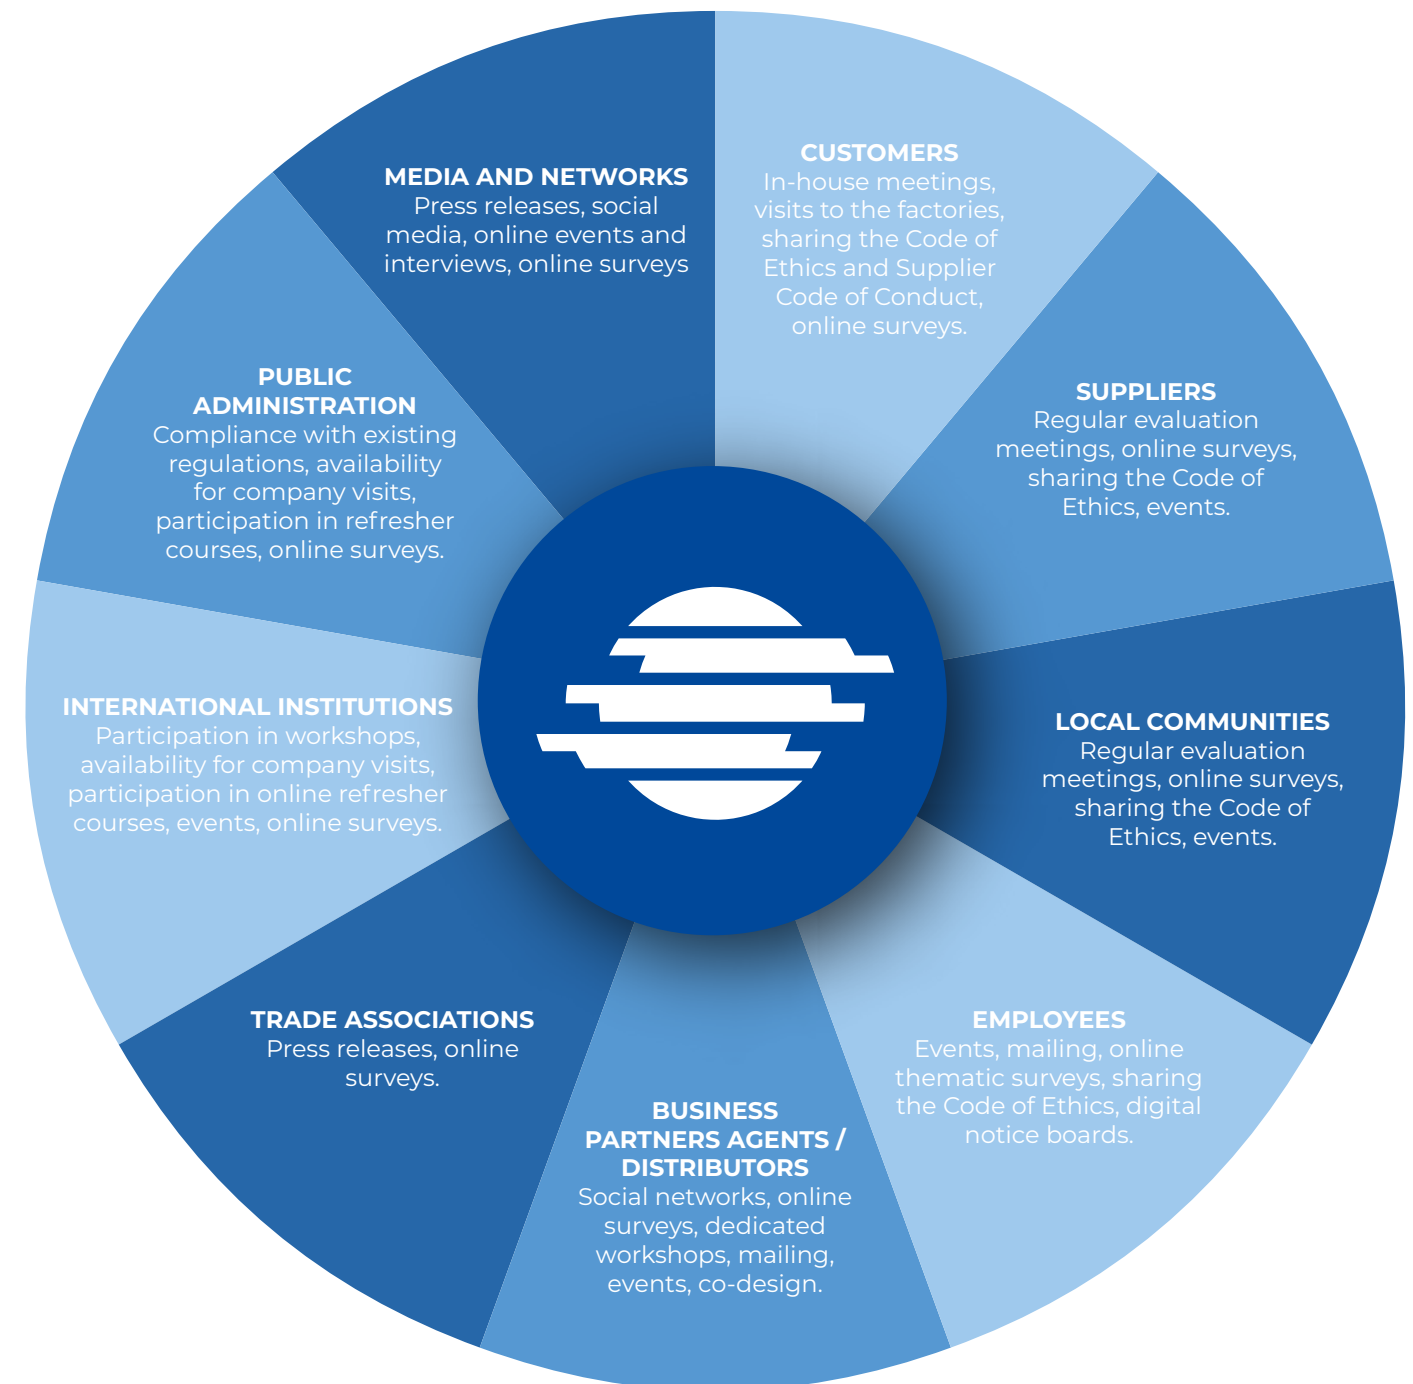 CUSTOMERS
In-house meetings,
visits to the factories,
sharing the Code of
Ethics and Supplier
Code of Conduct,
online surveys.
SUPPLIERS
Regular evaluation
meetings, online surveys,
sharing the Code of
Ethics, events.
LOCAL COMMUNITIES
Regular evaluation
meetings, online surveys,
sharing the Code of
Ethics, events.
EMPLOYEES
Events, mailing, online
thematic surveys, sharing
the Code of Ethics, digital
notice boards.
BUSINESS
PARTNERS AGENTS /
DISTRIBUTORS
Social networks, online
surveys, dedicated
workshops, mailing,
events, co-design.
TRADE ASSOCIATIONS
Press releases, online
surveys.
INTERNATIONAL INSTITUTIONS
Participation in workshops,
availability for company visits,
participation in online refresher
courses, events, online surveys.
PUBLIC
ADMINISTRATION
Compliance with existing
regulations, availability
for company visits,
participation in refresher
courses, online surveys.
MEDIA AND NETWORKS
Press releases, social
media, online events and
interviews, online surveys